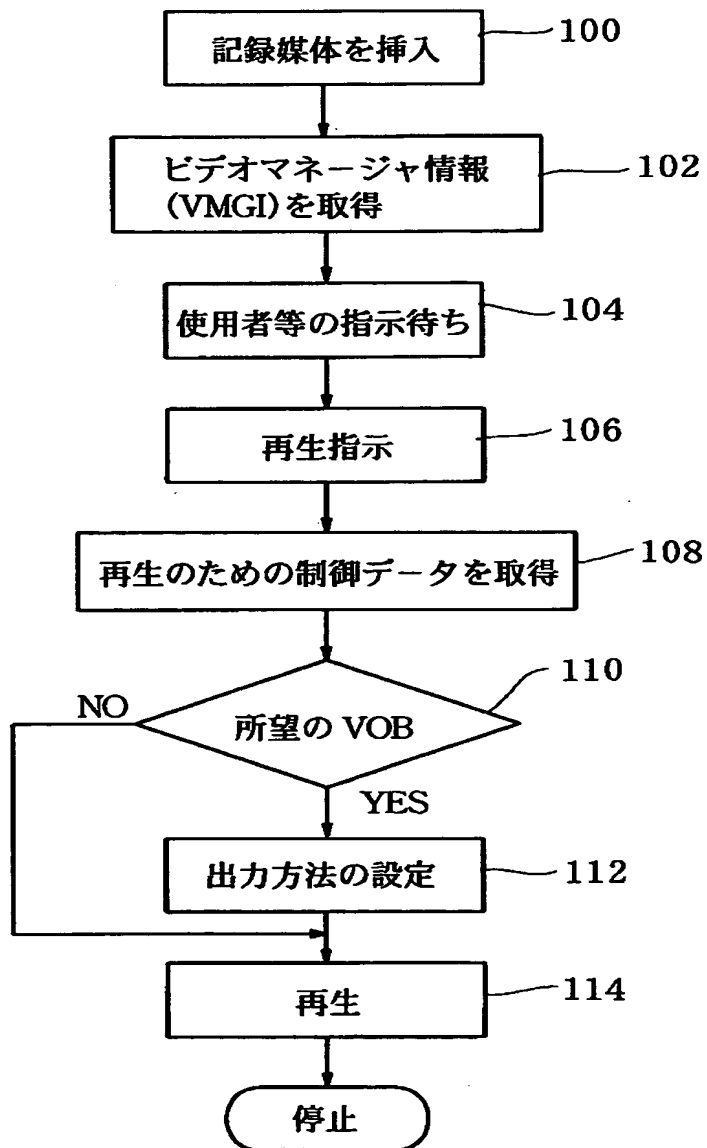 記録媒体を挿入
100
ビデオマネージャ情報
(VMGI)を取得
102
使用者等の指示待ち
104
再生指示
106
再生のための制御データを取得
108
所望の VOB
110
NO
YES
出力方法の設定
112
再生
114
停止